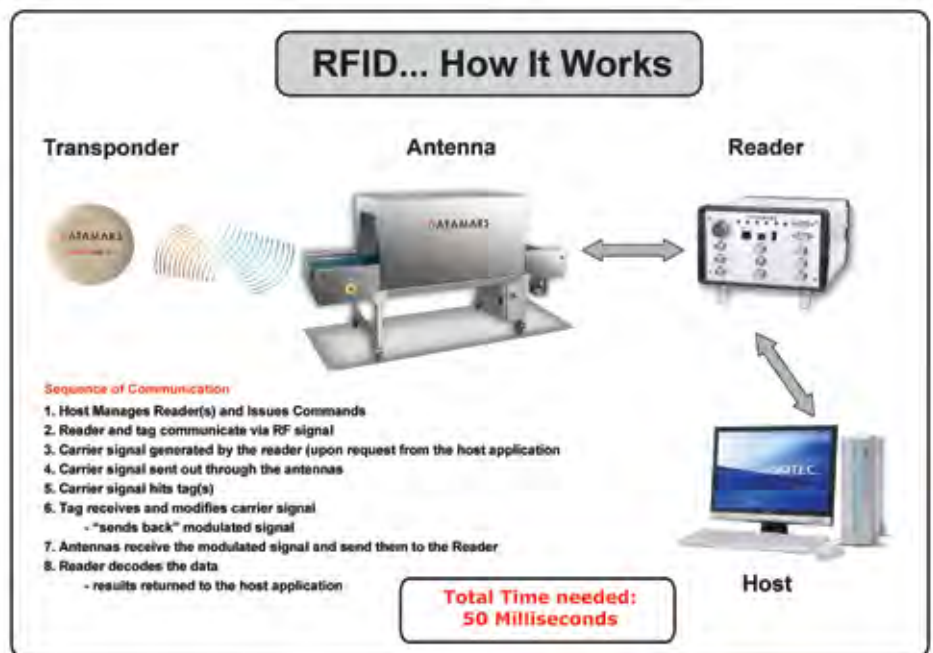 RFID... How It Works
Transponder
Antenna
Reader
DATAMARS
DATAMARS
DATAMARS
Sequence of Communication
1. Host Manages Reader(s) and Issues Commands
2. Reader and tag communicate via RF signal
3. Carrier signal generated by the reader (upon request from the host application
4. Carrier signal sent out through the antennas
5. Carrier signal hits tag(s)
6. Tag receives and modifies carrier signal
- “sends back” modulated signal
7. Antennas receive the modulated signal and send them to the Reader
8. Reader decodes the data
- results returned to the host application
SOTEC
Host
Total Time needed:
50 Milliseconds